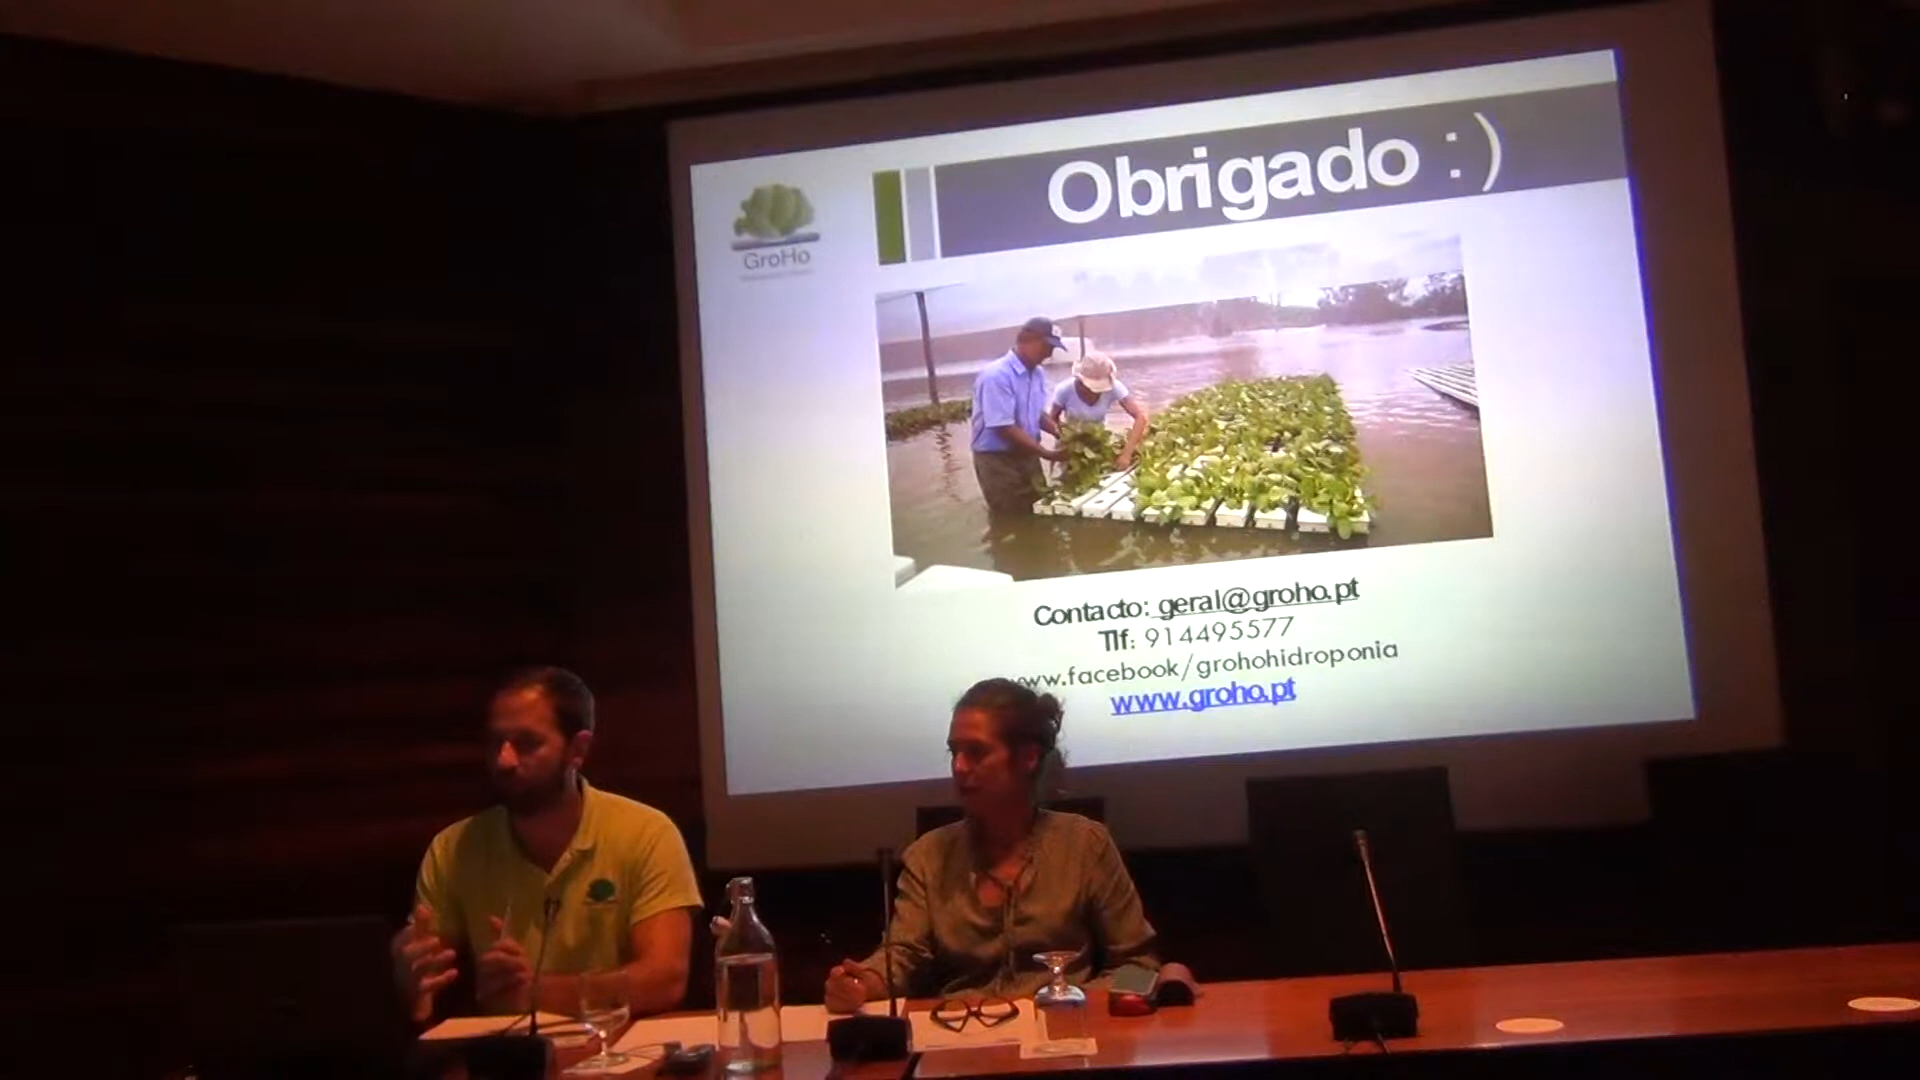 Obrigado :)
GroHo
Contacto: geral@groho.pt
Tlf: 914495577
www.facebook/grohohidroponia
www.groho.pt